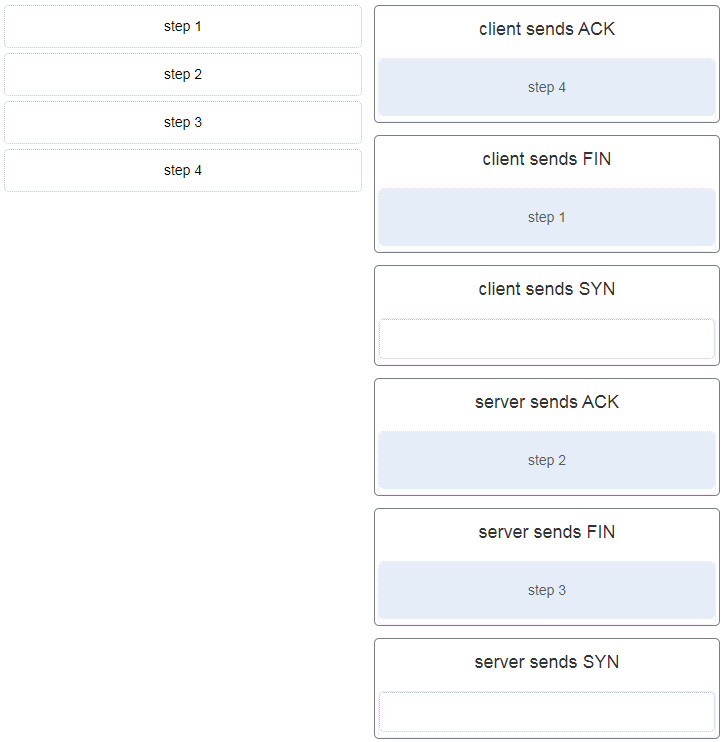 step 1
step 2
step 3
step 4
client sends ACK
step 4
client sends FIN
step 1
client sends SYN
server sends ACK
step 2
server sends FIN
step 3
server sends SYN